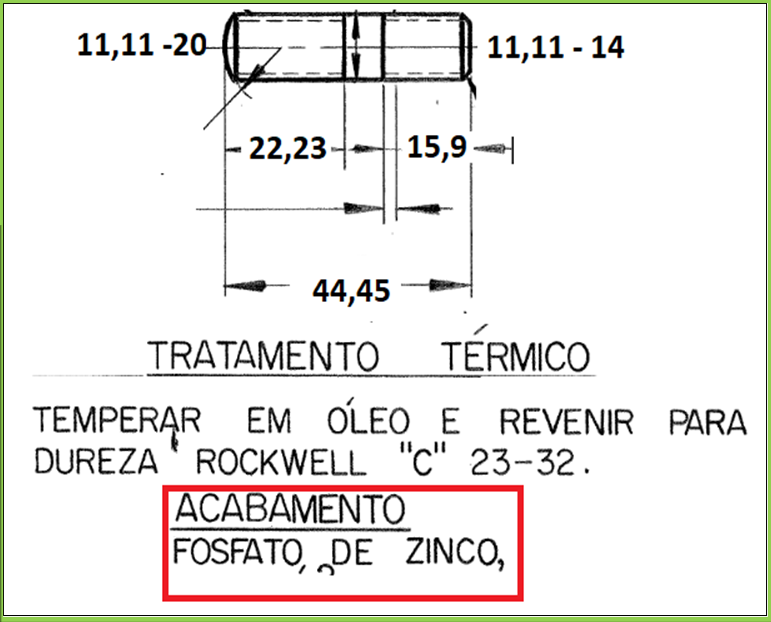 11,11 -20
11,11 - 14
22,23
15,9
44,45
TRATAMENTO TÉRMICO
TEMPERAR EM ÓLEO E REVENIR PARA
DUREZA ROCKWELL "C" 23-32.
ACABAMENTO
FOSFATO, DE ZINCO,